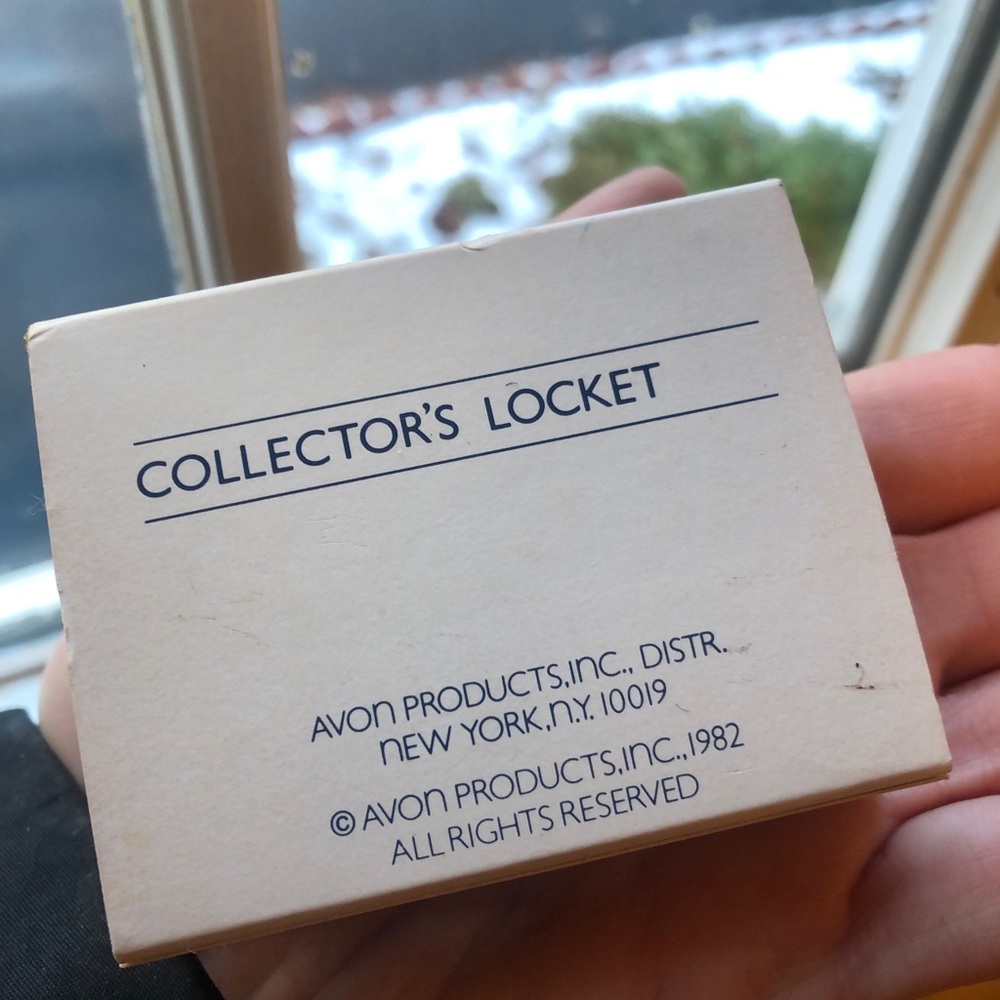 COLLECTOR'S LOCKET
AVON PRODUCTS, INC., DISTR.
NEW YORK, N.Y. 10019
© AVON PRODUCTS, INC., 1982
ALL RIGHTS RESERVED